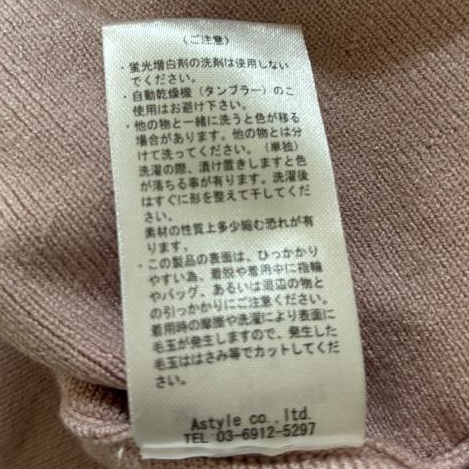 (ご注意)
・蛍光増白剤の洗剤は使用しない
でください。
・自動乾燥機(タンブラー)のご
使用はお避け下さい。
・他の物と一緒に洗うと色が移る
場合があります。他の物とは分
けて洗ってください。(単独)
洗濯の際、漬け置きしますと色
が落ちる事が有ります。洗濯後
はすぐに形を整えて干してくだ
さい。
素材の性質上多少縮む恐れが有
ります。
・この製品の表面は、ひっかかり
やすい為、着脱や着用中に指輪
やバッグ、あるいは周辺の物と
の引っかかりにご注意ください。
着用時の摩擦や洗濯により表面に
毛玉が発生しますので、発生した
毛玉ははさみ等でカットしてくだ
さい。
Astyle co.,ltd.
TEL 03-6912-5297